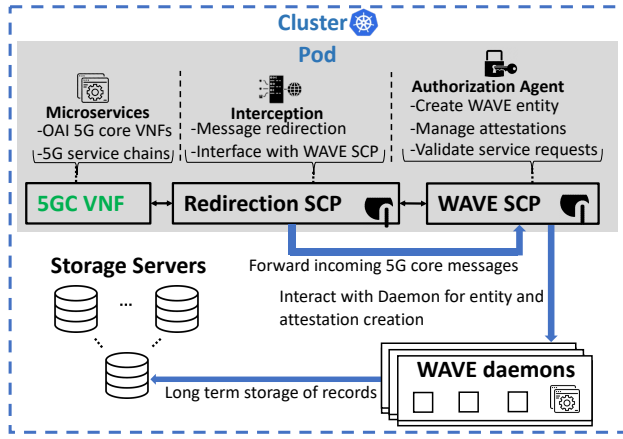 Cluster
Pod
Microservices
-OAI 5G core VNFs
-5G service chains
Interception
-Message redirection
-Interface with WAVE SCP
Authorization Agent
-Create WAVE entity
-Manage attestations
-Validate service requests
5GC VNF
Redirection SCP
WAVE SCP
Forward incoming 5G core messages
Storage Servers
...
Interact with Daemon for entity and
attestation creation
WAVE daemons
Long term storage of records